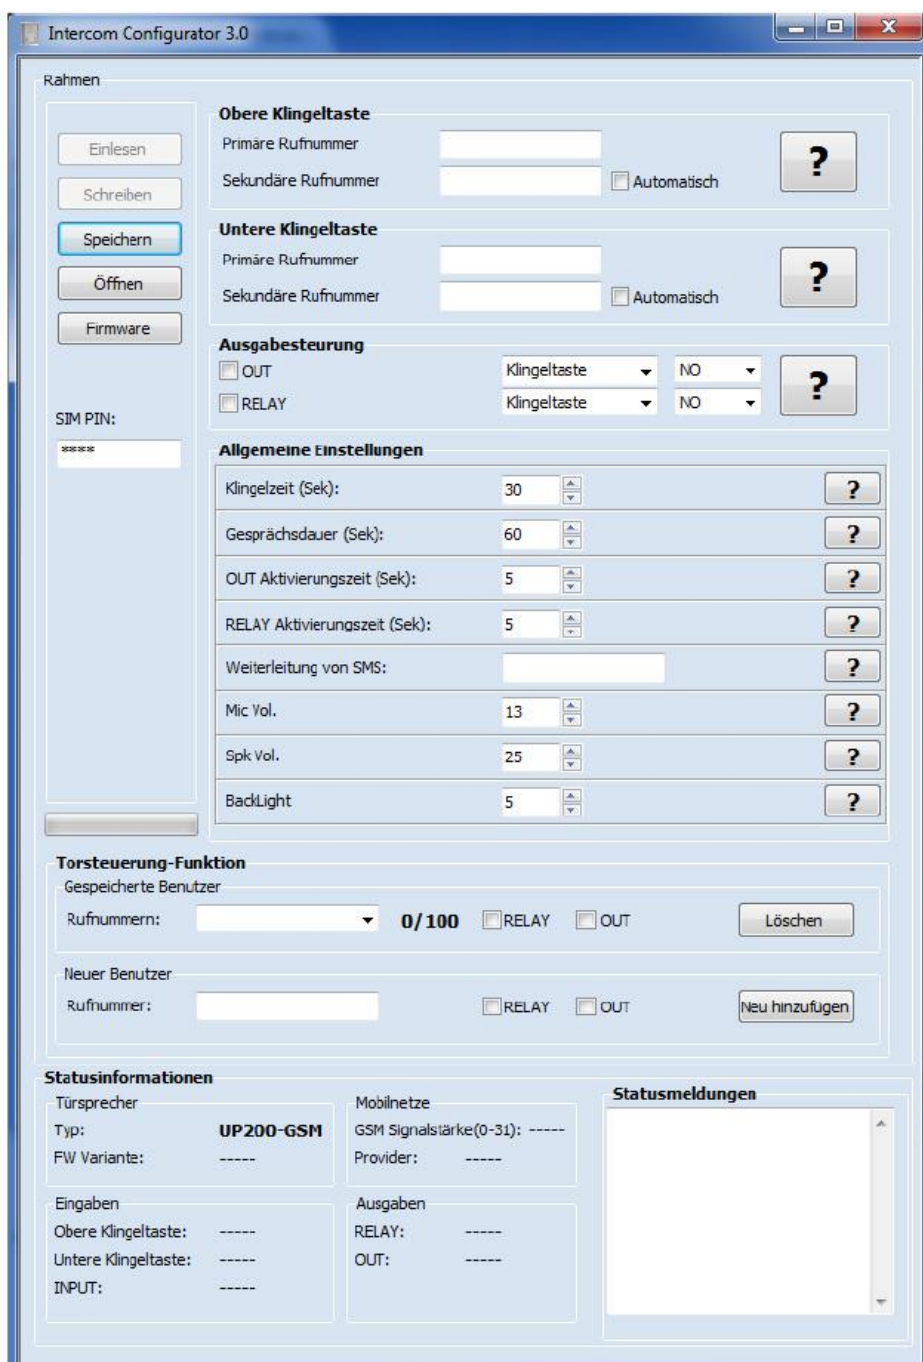 Intercom Configurator 3.0
Rahmen
Einlesen
Schreiben
Speichern
Öffnen
Firmware
SIM PIN:
****
Obere Klingeltaste
Primäre Rufnummer
Sekundäre Rufnummer Automatisch ?
Untere Klingeltaste
Primäre Rufnummer
Sekundäre Rufnummer Automatisch ?
Ausgabesteurung
OUT Klingeltaste NO
RELAY Klingeltaste NO ?
Allgemeine Einstellungen
Klingelzeit (Sek): 30 ?
Gesprächsdauer (Sek): 60 ?
OUT Aktivierungszeit (Sek): 5 ?
RELAY Aktivierungszeit (Sek): 5 ?
Weiterleitung von SMS: ?
Mic Vol. 13 ?
Spk Vol. 25 ?
BackLight 5 ?
Torsteuerung-Funktion
Gespeicherte Benutzer
Rufnummern: 0/100 RELAY OUT Löschen
Neuer Benutzer
Rufnummer: RELAY OUT Neu hinzufügen
Statusinformationen
Türsprecher
Typ: UP200-GSM
FW Variante: -----
Mobilnetze
GSM Signalstärke(0-31): -----
Provider: -----
Eingaben
Obere Klingeltaste: -----
Untere Klingeltaste: -----
INPUT: -----
Ausgaben
RELAY: -----
OUT: -----
Statusmeldungen